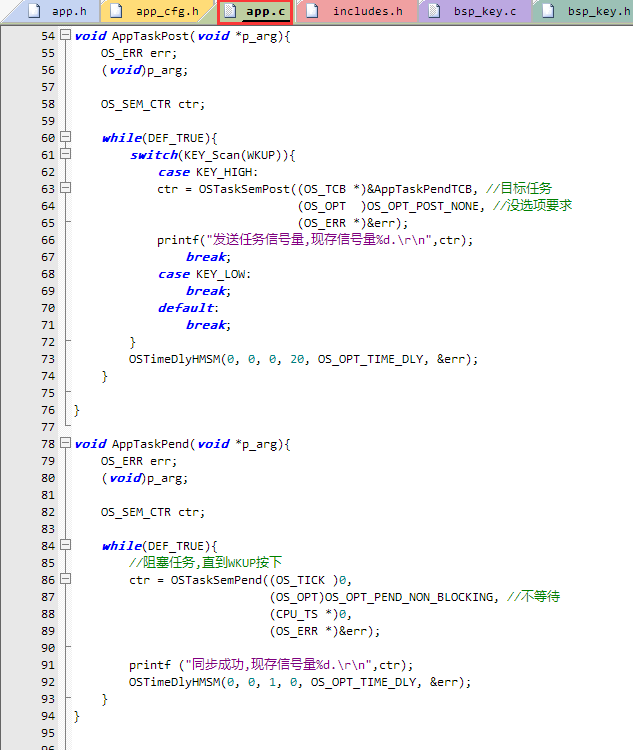 app.h app_cfg.h app.c includes.h bsp_key.c bsp_key.h
54 void AppTaskPost(void *p_arg){
55 OS_ERR err;
56 (void)p_arg;
57
58 OS_SEM_CTR ctr;
59
60 while(DEF_TRUE){
61 switch(KEY_Scan(WKUP)){
62 case KEY_HIGH:
63 ctr = OSTaskSemPost((OS_TCB *)&AppTaskPendTCB, //目标任务
64 (OS_OPT )OS_OPT_POST_NONE, //没选项要求
65 (OS_ERR *)&err);
66 printf("发送任务信号量,现存信号量%d.\r\n",ctr);
67 break;
68 case KEY_LOW:
69 break;
70 default:
71 break;
72 }
73 OSTimeDlyHMSM(0, 0, 0, 20, OS_OPT_TIME_DLY, &err);
74 }
75
76 }
77
78 void AppTaskPend(void *p_arg){
79 OS_ERR err;
80 (void)p_arg;
81
82 OS_SEM_CTR ctr;
83
84 while(DEF_TRUE){
85 //阻塞任务,直到WKUP按下
86 ctr = OSTaskSemPend((OS_TICK )0,
87 (OS_OPT)OS_OPT_PEND_NON_BLOCKING, //不等待
88 (CPU_TS *)0,
89 (OS_ERR *)&err);
90
91 printf ("同步成功,现存信号量%d.\r\n",ctr);
92 OSTimeDlyHMSM(0, 0, 1, 0, OS_OPT_TIME_DLY, &err);
93 }
94 }
95